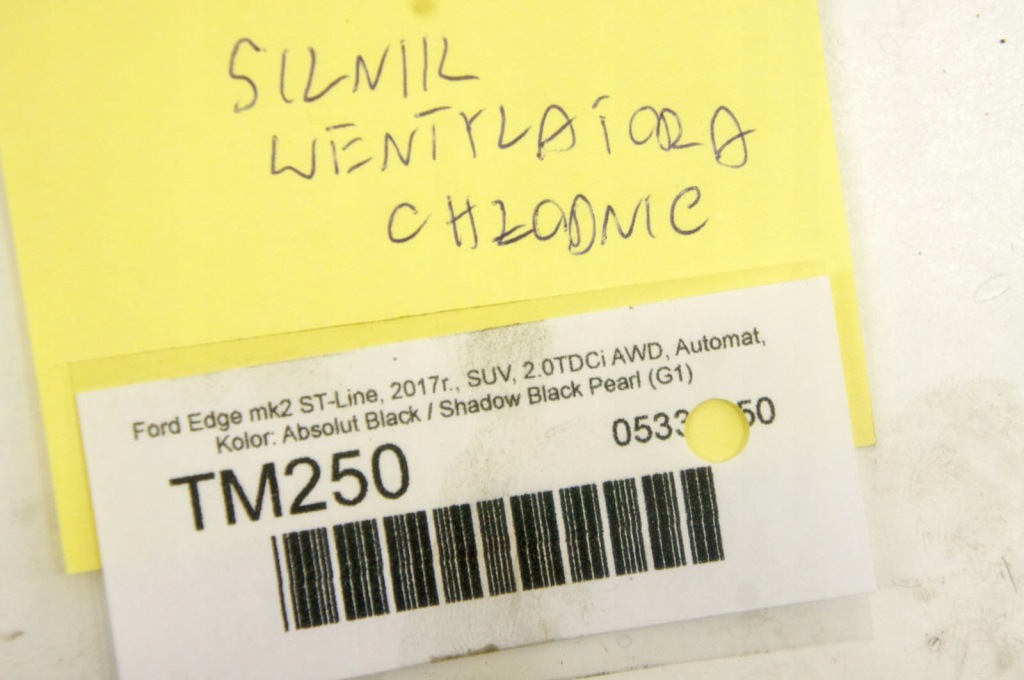 SILNIK
WENTYLATORA
CHŁODNIC
Ford Edge mk2 ST-Line, 2017r., SUV, 2.0TDCi AWD, Automat,
Kolor: Absolut Black / Shadow Black Pearl (G1)
TM250